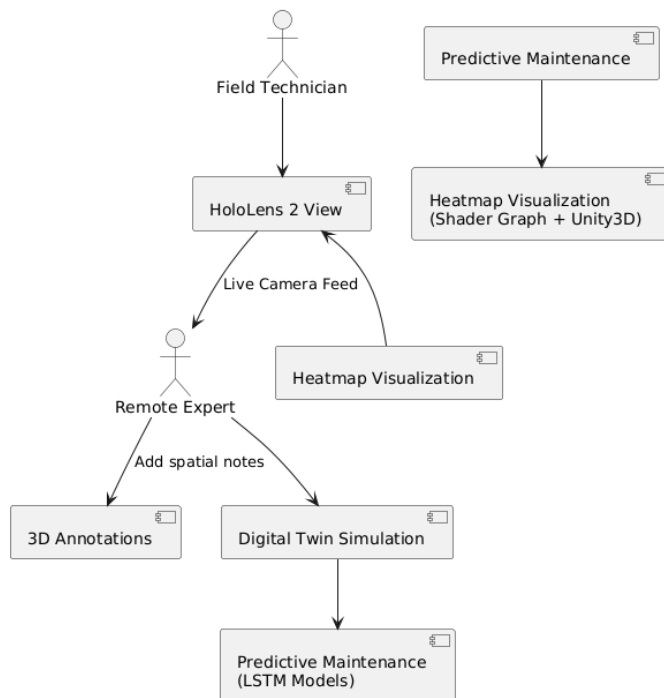 Field Technician
Predictive Maintenance
HoloLens 2 View
Heatmap Visualization
(Shader Graph + Unity3D)
Live Camera Feed
Remote Expert
Heatmap Visualization
Add spatial notes
3D Annotations
Digital Twin Simulation
Predictive Maintenance
(LSTM Models)